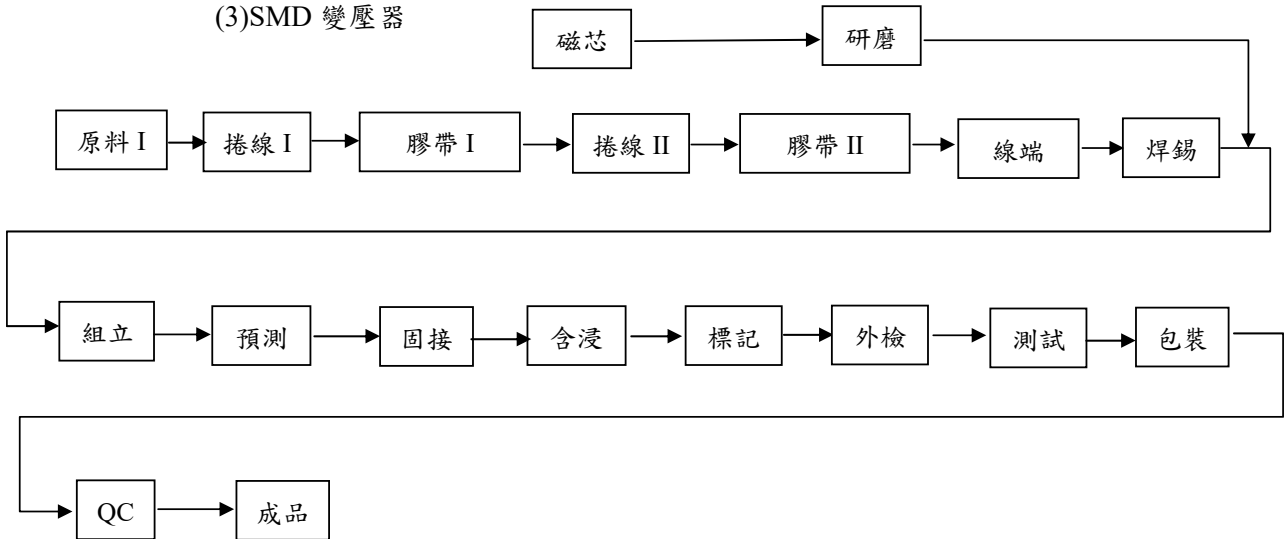 (3)SMD 變壓器
磁芯 研磨
原料 I 捲線 I 膠帶 I 捲線 II 膠帶 II 線端 焊錫
組立 預測 固接 含浸 標記 外檢 測試 包裝
QC 成品